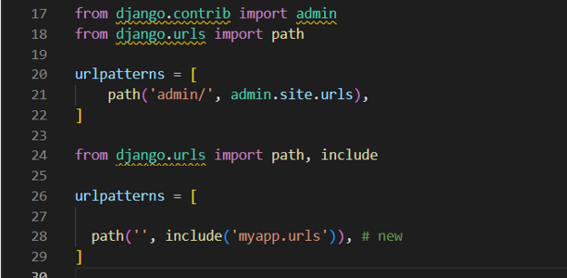 17 from django.contrib import admin
18 from django.urls import path
19
20 urlpatterns = [
21     path('admin/', admin.site.urls),
22 ]
23
24 from django.urls import path, include
25
26 urlpatterns = [
27
28   path('', include('myapp.urls')), # new
29 ]
30